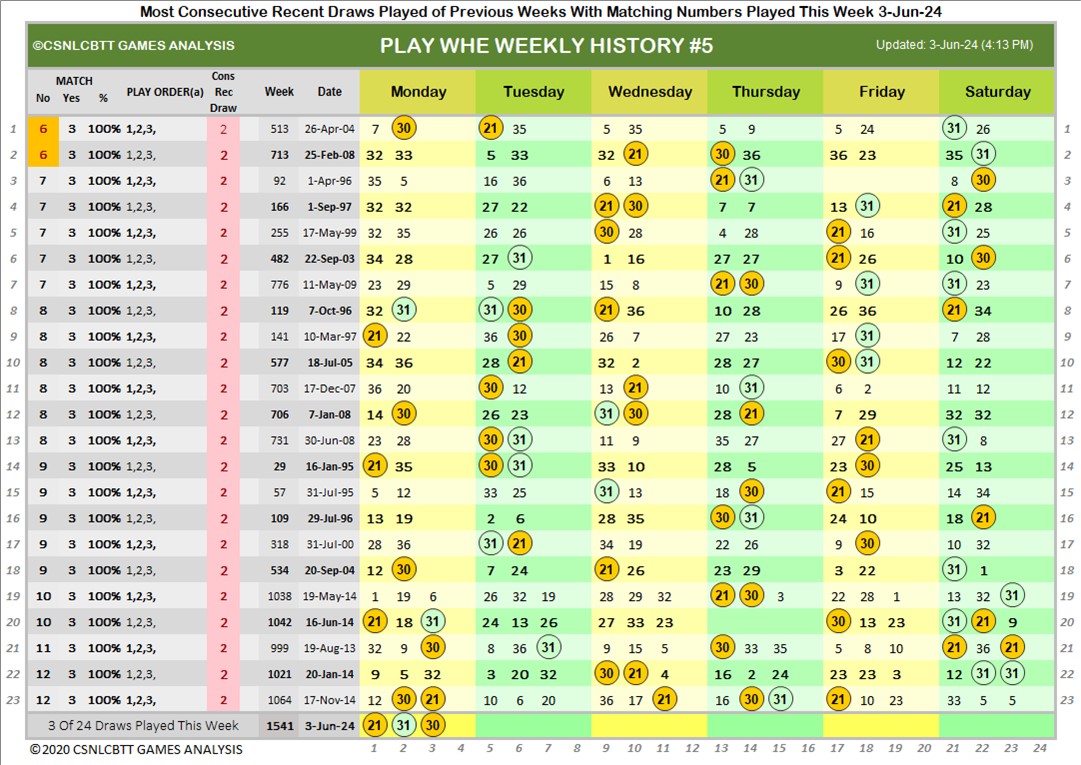 Most Consecutive Recent Draws Played of Previous Weeks With Matching Numbers Played This Week 3-Jun-24
©CSNLCBTT GAMES ANALYSIS PLAY WHE WEEKLY HISTORY #5 Updated: 3-Jun-24 (4:13 PM)
No MATCH Yes % PLAY ORDER(a) Cons Rec Draw Week Date Monday Tuesday Wednesday Thursday Friday Saturday
1 6 3 100% 1,2,3, 2 513 26-Apr-04 7 30 21 35 5 35 5 9 5 24 31 26 1
2 6 3 100% 1,2,3, 2 713 25-Feb-08 32 33 5 33 32 21 30 36 36 23 35 31 2
3 7 3 100% 1,2,3, 2 92 1-Apr-96 35 5 16 36 6 13 21 31 8 30 3
4 7 3 100% 1,2,3, 2 166 1-Sep-97 32 32 27 22 21 30 7 7 13 31 21 28 4
5 7 3 100% 1,2,3, 2 255 17-May-99 32 35 26 26 30 28 4 28 21 16 31 25 5
6 7 3 100% 1,2,3, 2 482 22-Sep-03 34 28 27 31 1 16 27 27 21 26 10 30 6
7 7 3 100% 1,2,3, 2 776 11-May-09 23 29 5 29 15 8 21 30 9 31 31 23 7
8 8 3 100% 1,2,3, 2 119 7-Oct-96 32 31 31 30 21 36 10 28 26 36 21 34 8
9 8 3 100% 1,2,3, 2 141 10-Mar-97 21 22 36 30 26 7 27 23 17 31 7 28 9
10 8 3 100% 1,2,3, 2 577 18-Jul-05 34 36 28 21 32 2 28 27 30 31 12 22 10
11 8 3 100% 1,2,3, 2 703 17-Dec-07 36 20 30 12 13 21 10 31 6 2 11 12 11
12 8 3 100% 1,2,3, 2 706 7-Jan-08 14 30 26 23 31 30 28 21 7 29 32 32 12
13 8 3 100% 1,2,3, 2 731 30-Jun-08 23 28 30 31 11 9 35 27 27 21 31 8 13
14 9 3 100% 1,2,3, 2 29 16-Jan-95 21 35 30 31 33 10 28 5 23 30 25 13 14
15 9 3 100% 1,2,3, 2 57 31-Jul-95 5 12 33 25 31 13 18 30 21 15 14 34 15
16 9 3 100% 1,2,3, 2 109 29-Jul-96 13 19 2 6 28 35 30 31 24 10 18 21 16
17 9 3 100% 1,2,3, 2 318 31-Jul-00 28 36 31 21 34 19 22 26 9 30 10 32 17
18 9 3 100% 1,2,3, 2 534 20-Sep-04 12 30 7 24 21 26 23 29 3 22 31 1 18
19 10 3 100% 1,2,3, 2 1038 19-May-14 1 19 6 26 32 19 28 29 32 21 30 3 22 28 1 13 32 31 19
20 10 3 100% 1,2,3, 2 1042 16-Jun-14 21 18 31 24 13 26 27 33 23 30 13 23 31 21 9 20
21 11 3 100% 1,2,3, 2 999 19-Aug-13 32 9 30 8 36 31 9 15 5 30 33 35 5 8 10 21 36 21 21
22 12 3 100% 1,2,3, 2 1021 20-Jan-14 9 5 32 3 20 32 30 21 4 16 2 24 23 23 3 12 31 31 22
23 12 3 100% 1,2,3, 2 1064 17-Nov-14 12 30 21 10 6 20 36 17 21 16 30 31 21 10 23 33 5 5 23
3 Of 24 Draws Played This Week 1541 3-Jun-24 21 31 30
© 2020 CSNLCBTT GAMES ANALYSIS 1 2 3 4 5 6 7 8 9 10 11 12 13 14 15 16 17 18 19 20 21 22 23 24